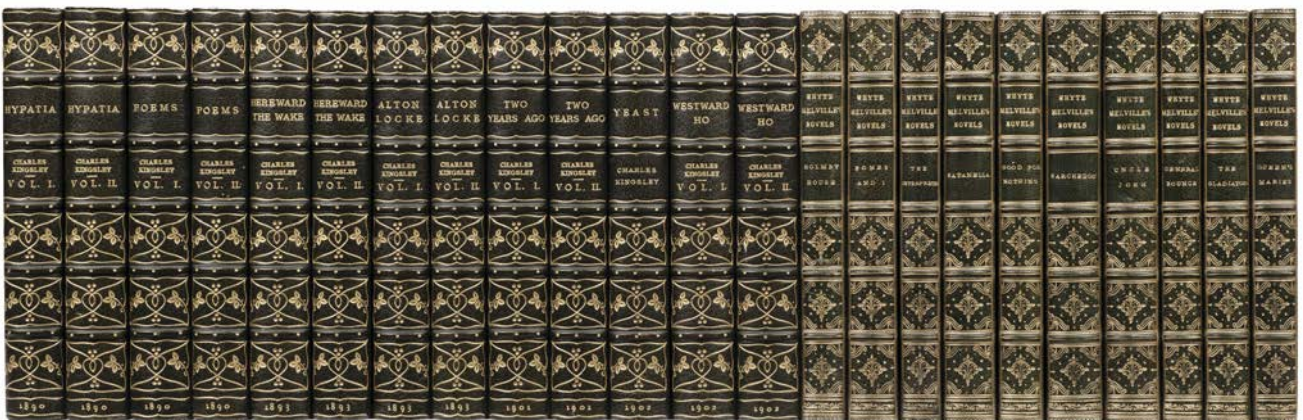 HYPATIA
CHARLES
KINGSLEY
VOL. I.
1890
HYPATIA
CHARLES
KINGSLEY
VOL. II.
1890
POEMS
CHARLES
KINGSLEY
VOL. I.
1890
POEMS
CHARLES
KINGSLEY
VOL. II.
1890
HEREWARD
THE WAKE
CHARLES
KINGSLEY
VOL. I.
1893
HEREWARD
THE WAKE
CHARLES
KINGSLEY
VOL. II.
1893
ALTON
LOCKE
CHARLES
KINGSLEY
VOL. I.
1893
ALTON
LOCKE
CHARLES
KINGSLEY
VOL. II.
1893
TWO
YEARS AGO
CHARLES
KINGSLEY
VOL. I.
1901
TWO
YEARS AGO
CHARLES
KINGSLEY
VOL. II.
1901
YEAST
CHARLES
KINGSLEY
1902
WESTWARD
HO
CHARLES
KINGSLEY
VOL. I.
1902
WESTWARD
HO
CHARLES
KINGSLEY
VOL. II.
1902
WHYTE
MELVILLE'S
NOVELS
HOLMBY
HOUSE
WHYTE
MELVILLE'S
NOVELS
BONES
AND I
WHYTE
MELVILLE'S
NOVELS
THE
INTERPRETER
WHYTE
MELVILLE'S
NOVELS
SATANELLA
WHYTE
MELVILLE'S
NOVELS
GOOD FOR
NOTHING
WHYTE
MELVILLE'S
NOVELS
SARCHEDON
WHYTE
MELVILLE'S
NOVELS
UNCLE
JOHN
WHYTE
MELVILLE'S
NOVELS
GENERAL
BOUNCE
WHYTE
MELVILLE'S
NOVELS
THE
GLADIATORS
WHYTE
MELVILLE'S
NOVELS
QUEEN'S
MARIES